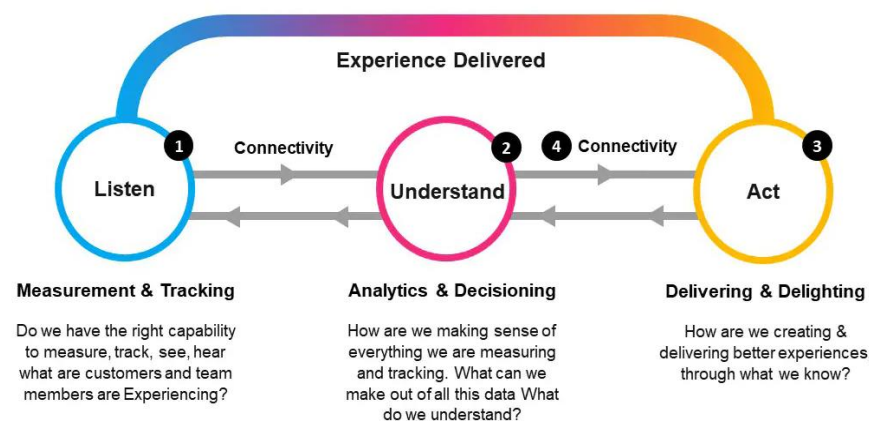 Experience Delivered
1
Connectivity
2
4 Connectivity
3
Listen
Understand
Act
Measurement & Tracking
Do we have the right capability
to measure, track, see, hear
what are customers and team
members are Experiencing?
Analytics & Decisioning
How are we making sense of
everything we are measuring
and tracking. What can we
make out of all this data What
do we understand?
Delivering & Delighting
How are we creating &
delivering better experiences
through what we know?